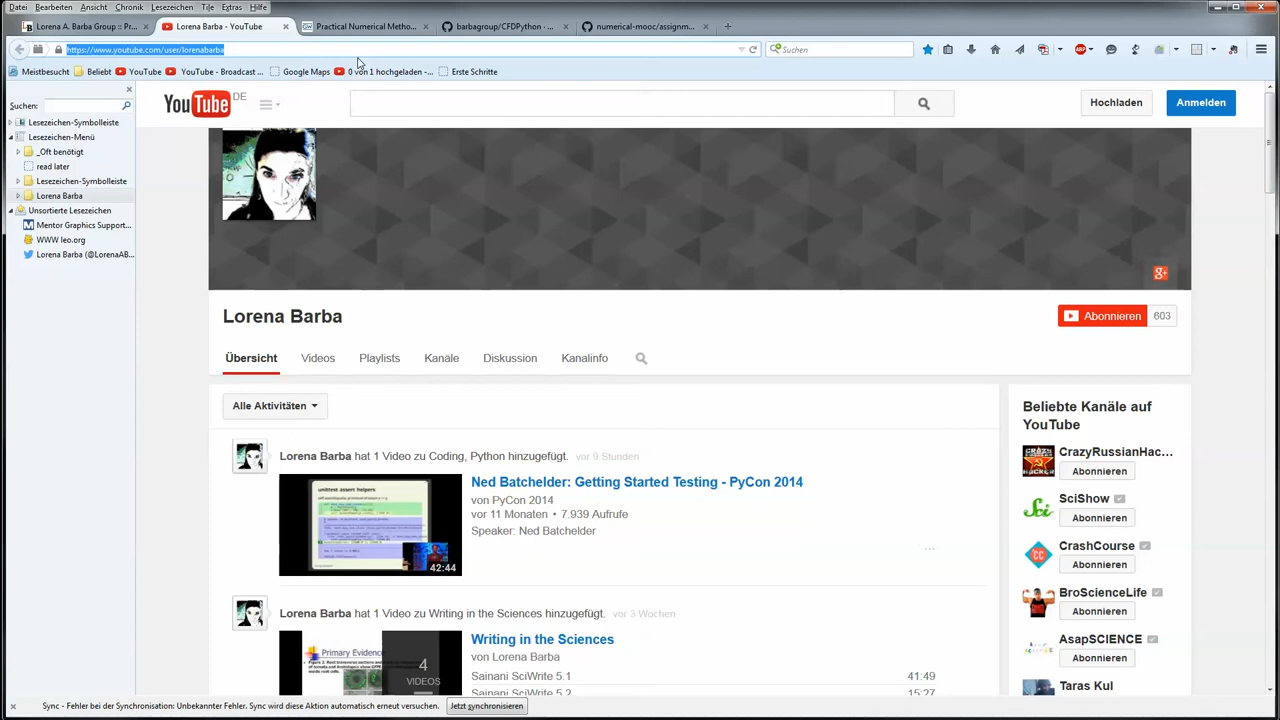 Datei Bearbeiten Ansicht Chronik Lesezeichen Tile Extras Hilfe
Lorena A. Barba Group :: Pr...
Lorena Barba - YouTube
Practical Numerical Metho...
barbagroup/CFDPython · ...
numerical-mooc/assignm...
https://www.youtube.com/user/lorenabarba
Suchen
Meistbesucht Beliebt YouTube YouTube - Broadcast ... Google Maps 0 von 1 hochgeladen -... Erste Schritte
Suchen:
Lesezeichen-Symbolleiste
Lesezeichen-Menü
_Oft benötigt
read later
Lesezeichen-Symbolleiste
Lorena Barba
Unsortierte Lesezeichen
Mentor Graphics Support...
WWW leo.org
Lorena Barba (@LorenaAB...
YouTube DE
Hochladen
Anmelden
g+
Lorena Barba
Abonnieren 603
Übersicht Videos Playlists Kanäle Diskussion Kanalinfo
Alle Aktivitäten
Lorena Barba hat 1 Video zu Coding, Python hinzugefügt. vor 9 Stunden
unittest assert helpers
42:44
Ned Batchelder: Getting Started Testing - PyCon 2014
von PyCon 2014
vor 11 Monaten • 7.939 Aufrufe
Speaker: Ned Batchelder
Lorena Barba hat 1 Video zu Writing in the Sciences hinzugefügt. vor 3 Wochen
Primary Evidence
4
VIDEOS
Writing in the Sciences
von Lorena Barba
Sainani SciWrite 5.1 41:49
Sainani SciWrite 5.2 15:27
Beliebte Kanäle auf
YouTube
CrazyRussianHac...
Abonnieren
SciShow
Abonnieren
CrashCourse
Abonnieren
BroScienceLife
Abonnieren
AsapSCIENCE
Abonnieren
Taras Kul
Sync - Fehler bei der Synchronisation: Unbekannter Fehler. Sync wird diese Aktion automatisch erneut versuchen. Jetzt synchronisieren